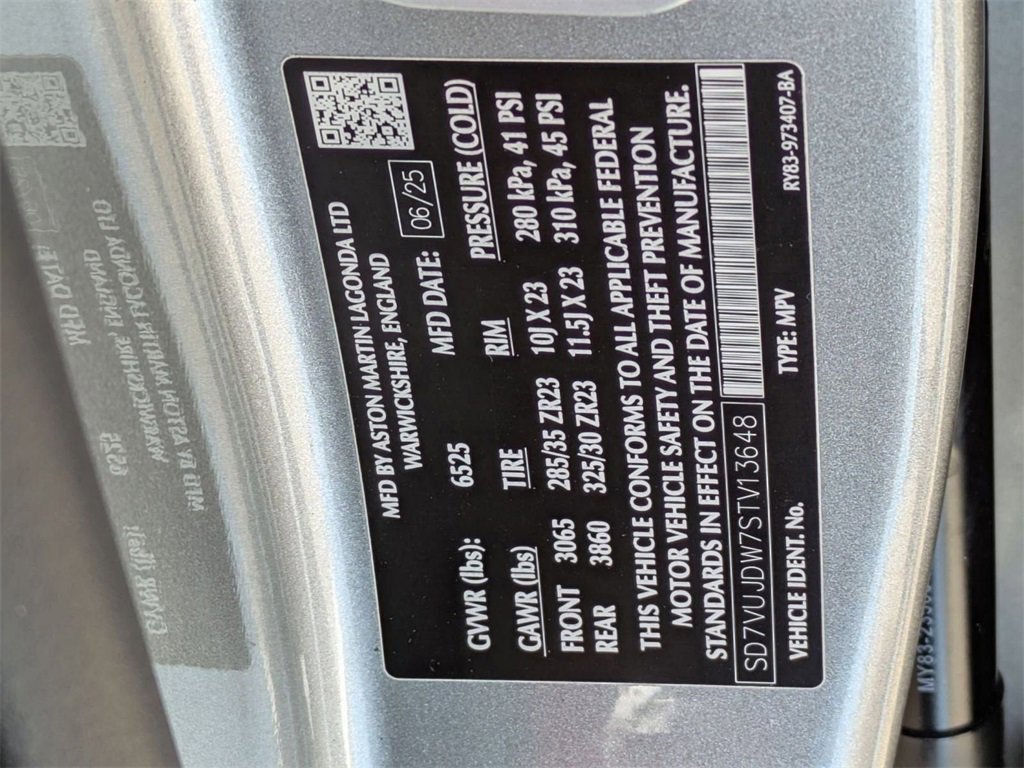 MFD BY ASTON MARTIN LAGONDA LTD
WARWICKSHIRE, ENGLAND
GVWR (lbs): 6525 MFD DATE: 06/25
GAWR (lbs) TIRE RIM PRESSURE (COLD)
FRONT 3065 285/35 ZR23 10J X 23 280 kPa, 41 PSI
REAR 3860 325/30 ZR23 11.5J X 23 310 kPa, 45 PSI
THIS VEHICLE CONFORMS TO ALL APPLICABLE FEDERAL
MOTOR VEHICLE SAFETY AND THEFT PREVENTION
STANDARDS IN EFFECT ON THE DATE OF MANUFACTURE.
SD7VUJDW7STV13648
VEHICLE IDENT. No. TYPE: MPV RY83-973407-BA